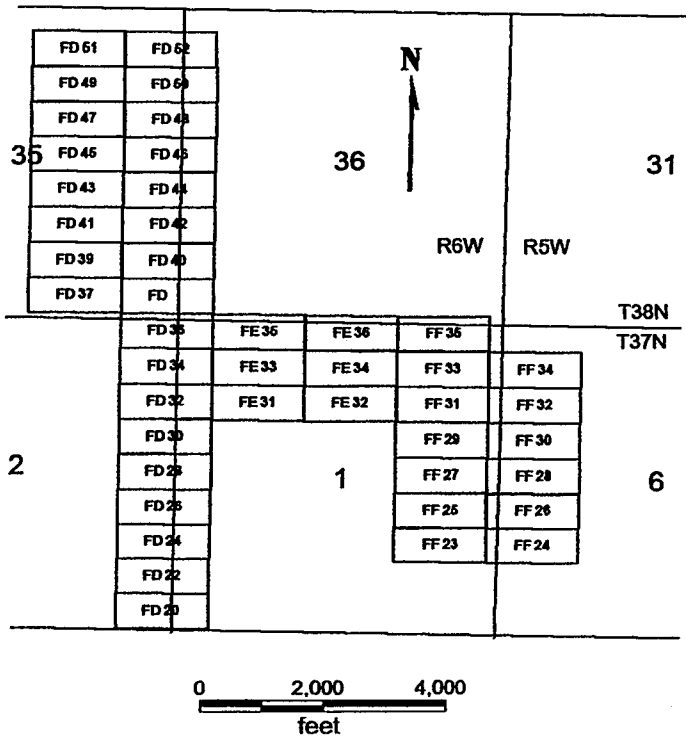 FD 51 FD 52
N
FD 49 FD 50
FD 47 FD 48
35 FD 45 FD 46 36 31
FD 43 FD 44
FD 41 FD 42
R6W R5W
FD 39 FD 40
FD 37 FD
T38N
FD 36 FE 35 FE 36 FF 35
T37N
FD 34 FE 33 FE 34 FF 33 FF 34
FD 32 FE 31 FE 32 FF 31 FF 32
FD 30 FF 29 FF 30
2 FD 28 1 FF 27 FF 28 6
FD 26 FF 25 FF 26
FD 24 FF 23 FF 24
FD 22
FD 20
0 2,000 4,000
feet